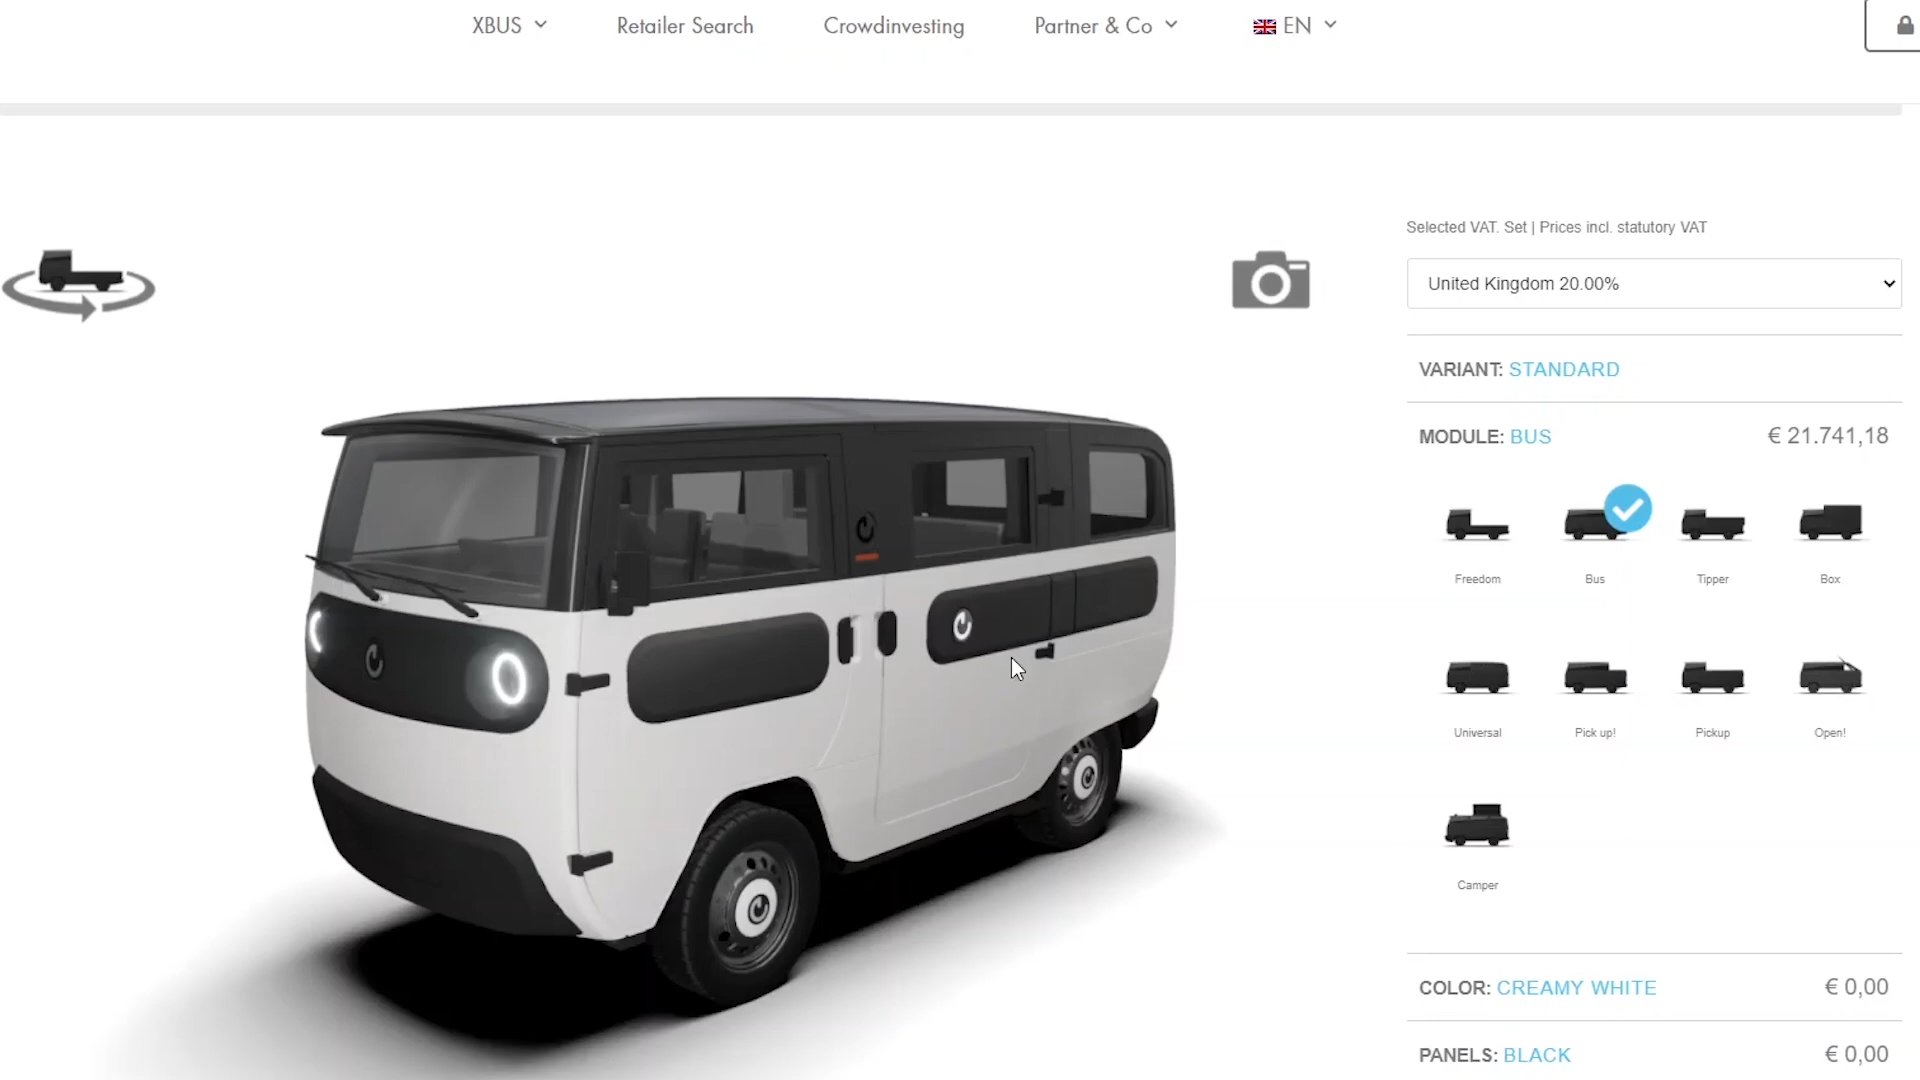 XBUS
Retailer Search
Crowdinvesting
Partner & Co
EN
Selected VAT. Set | Prices incl. statutory VAT
United Kingdom 20.00%
VARIANT: STANDARD
MODULE: BUS € 21.741,18
Freedom Bus Tipper Box
Universal Pick up! Pickup Open!
Camper
COLOR: CREAMY WHITE € 0,00
PANELS: BLACK € 0,00